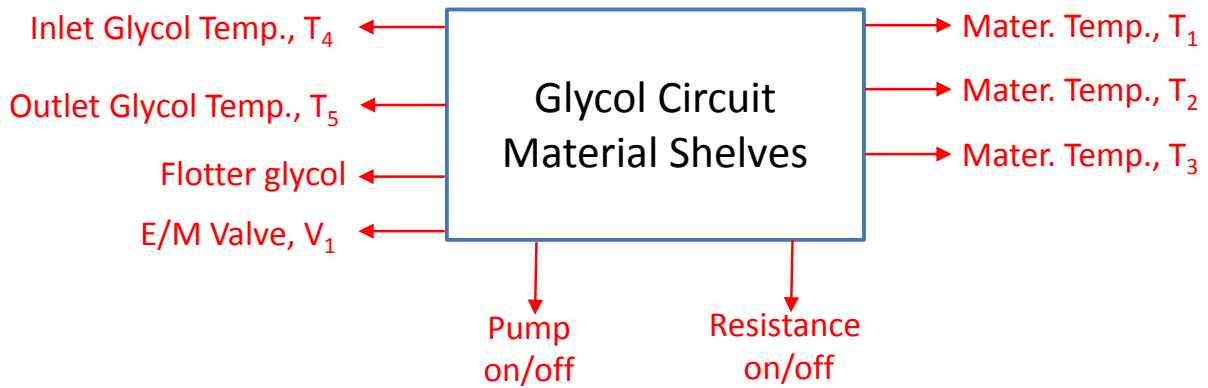 Inlet Glycol Temp., T₄
Outlet Glycol Temp., T₅
Flotter glycol
E/M Valve, V₁
Glycol Circuit
Material Shelves
Mater. Temp., T₁
Mater. Temp., T₂
Mater. Temp., T₃
Pump
on/off
Resistance
on/off